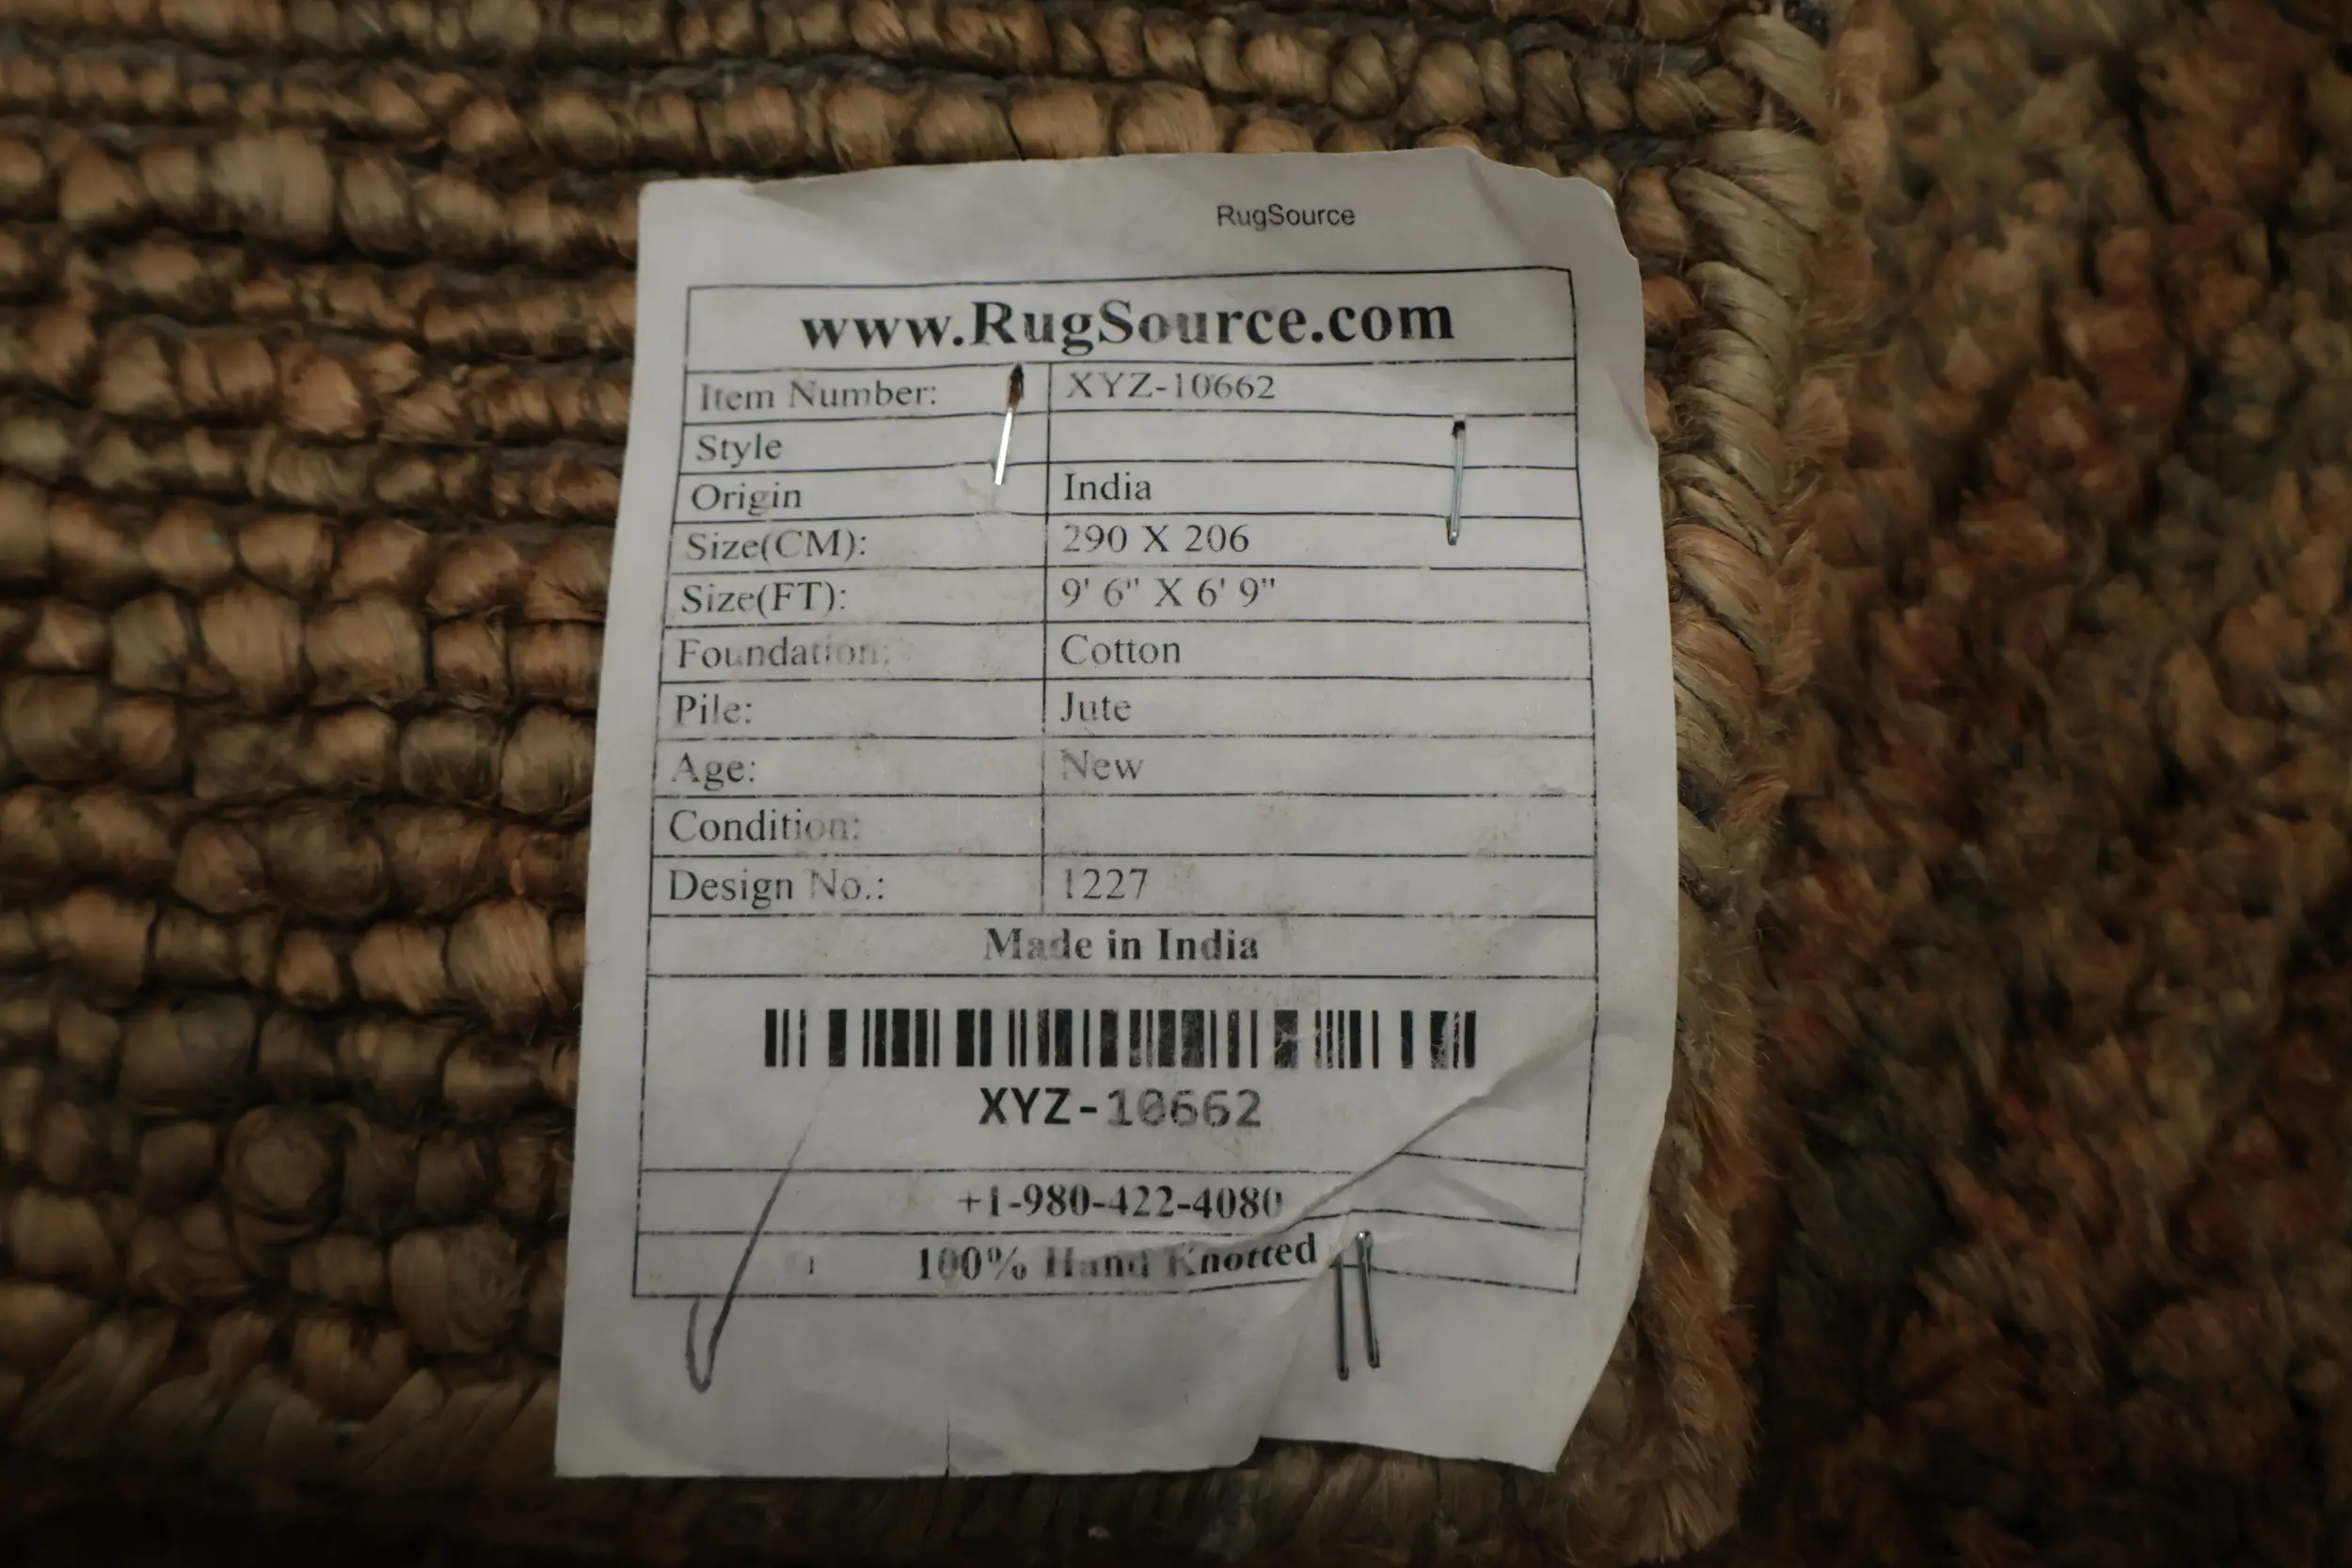 RugSource
www.RugSource.com
Item Number: XYZ-10662
Style
Origin India
Size(CM): 290 X 206
Size(FT): 9' 6" X 6' 9"
Foundation: Cotton
Pile: Jute
Age: New
Condition:
Design No.: 1227
Made in India
XYZ-10662
+1-980-422-4080
100% Hand Knotted